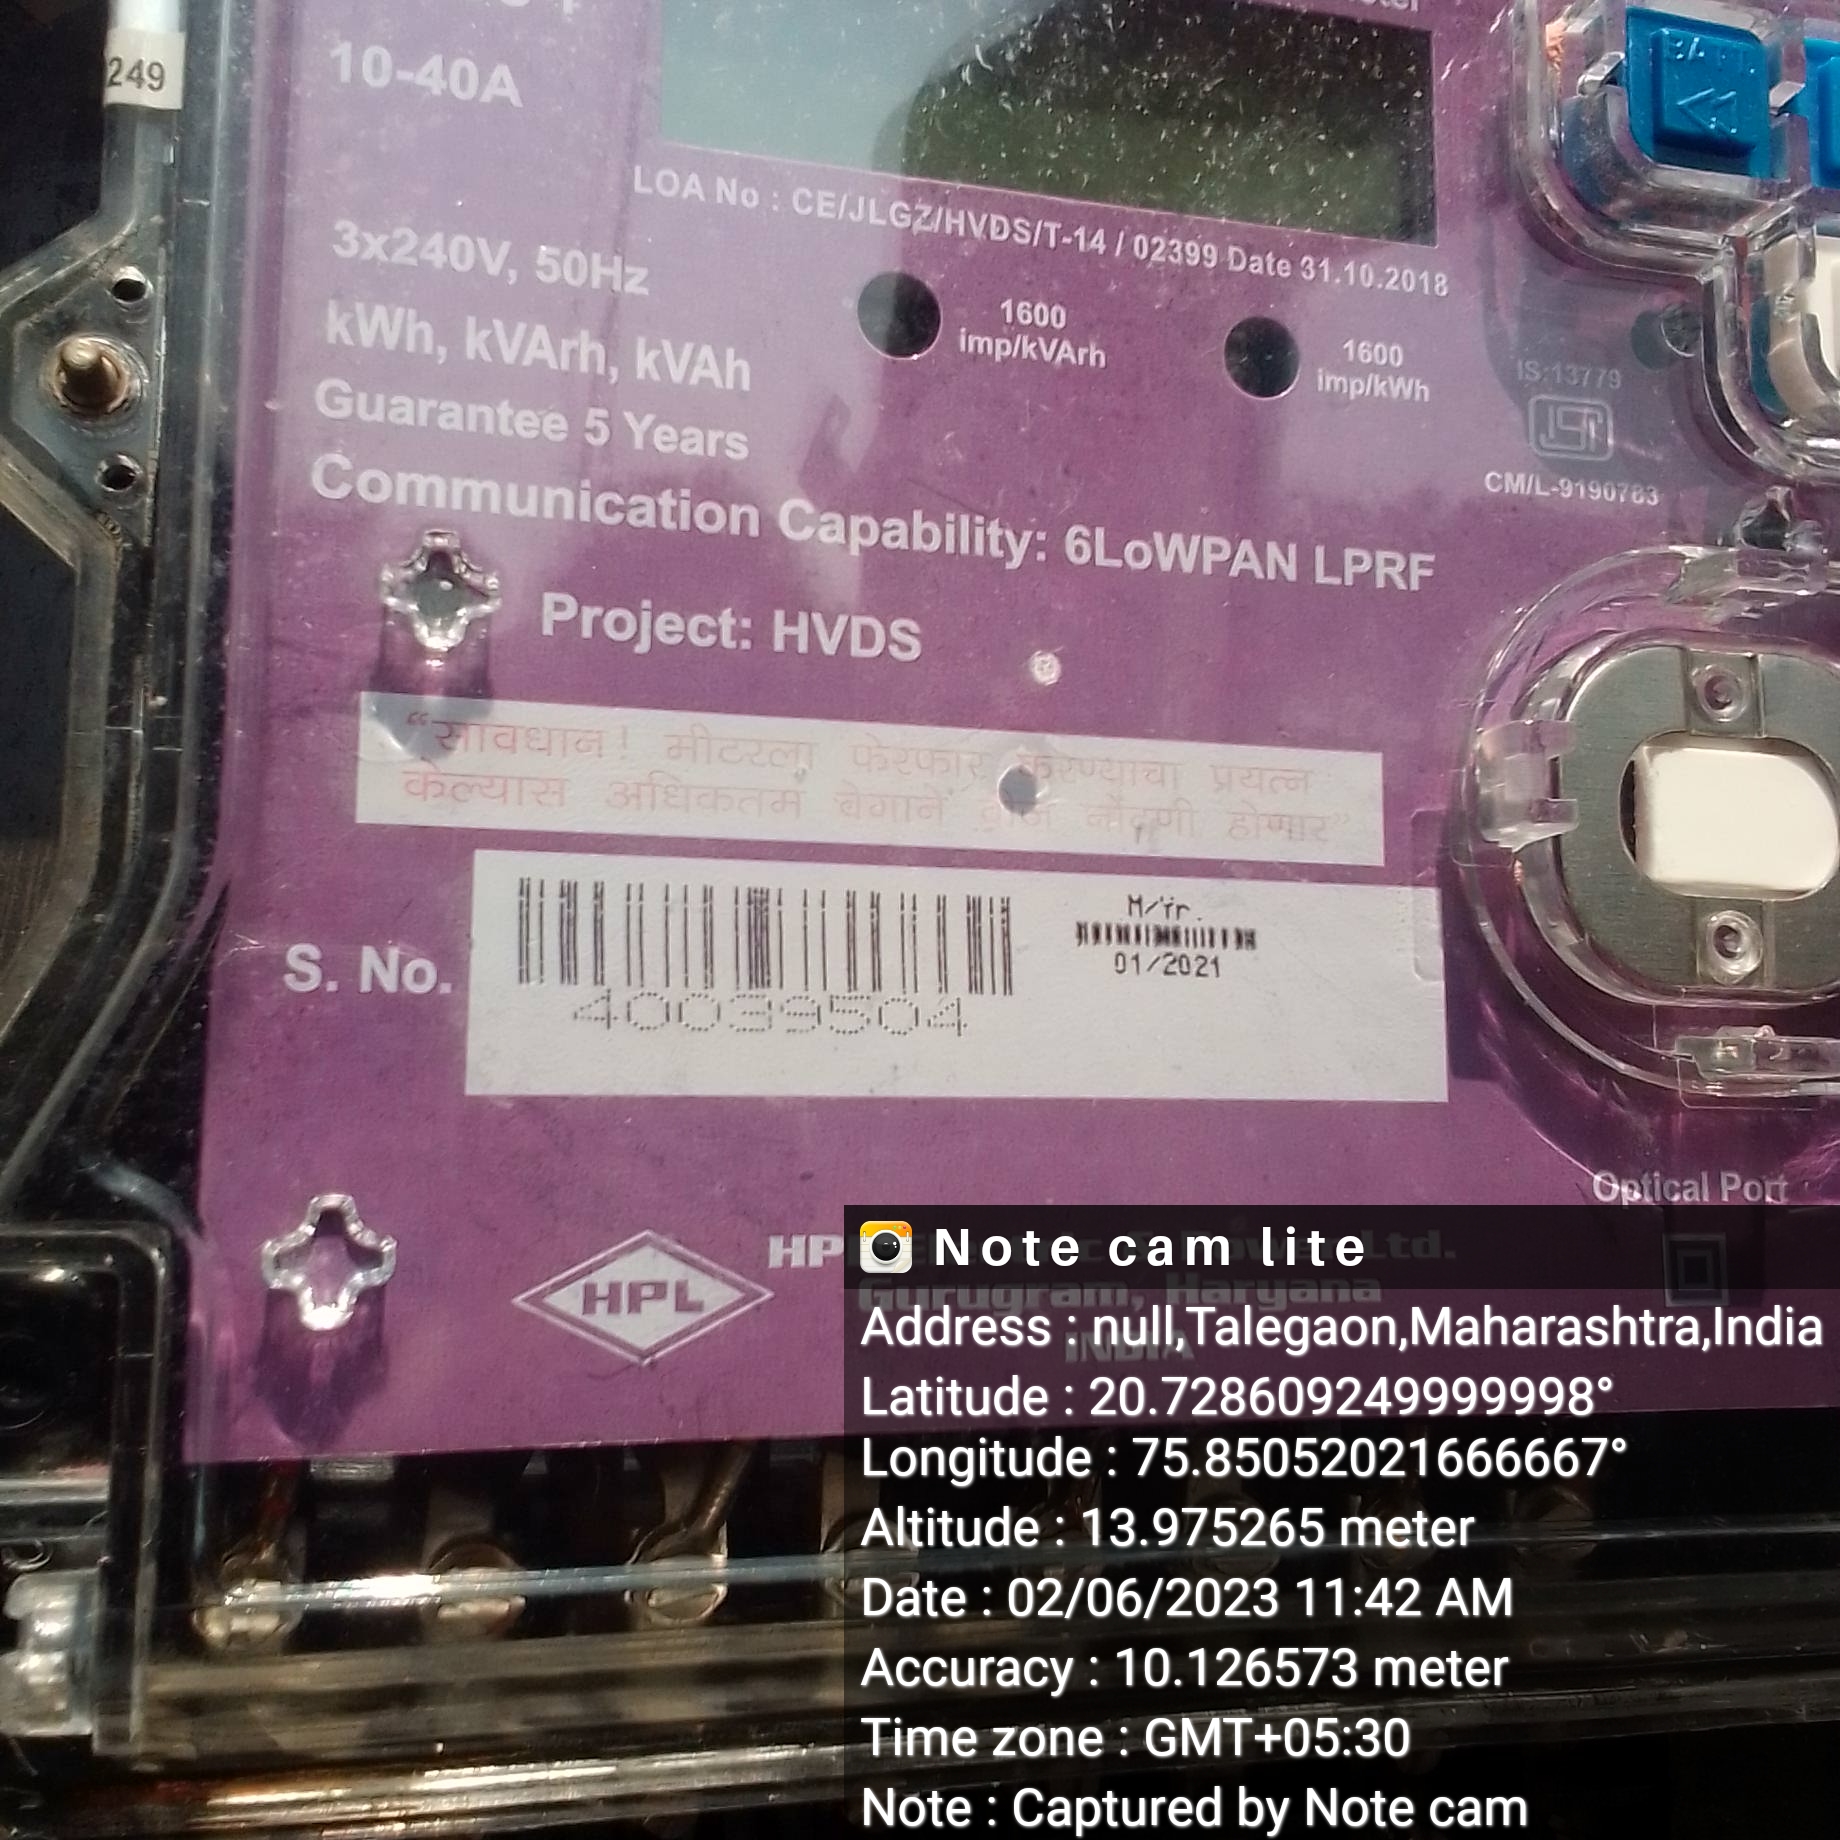 249
10-40A
LOA No : CE/JLGZ/HVDS/T-14 / 02399 Date 31.10.2018
3x240V, 50Hz
kWh, kVArh, kVAh
1600
imp/kVArh
1600
imp/kWh
IS:13779
CM/L-9190783
Guarantee 5 Years
Communication Capability: 6LoWPAN LPRF
Project: HVDS
“सावधान! मीटरला फेरफार करण्याचा प्रयत्न
केल्यास अधिकतम वेगाने वीज नोंदणी होणार”
M/Yr.
01/2021
S. No.
40039504
Optical Port
HPL
Ltd.
Gurugram, Haryana
INDIA
Note cam lite
Address : null,Talegaon,Maharashtra,India
Latitude : 20.728609249999998°
Longitude : 75.85052021666667°
Altitude : 13.975265 meter
Date : 02/06/2023 11:42 AM
Accuracy : 10.126573 meter
Time zone : GMT+05:30
Note : Captured by Note cam